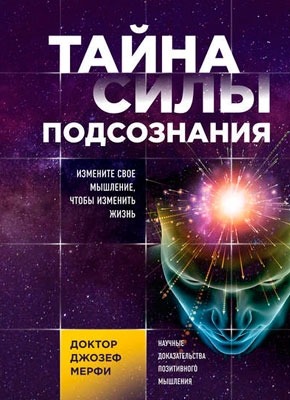 ТАЙНА
СИЛЫ
ПОДСОЗНАНИЯ
ИЗМЕНИТЕ СВОЕ
МЫШЛЕНИЕ,
ЧТОБЫ ИЗМЕНИТЬ
ЖИЗНЬ
ДОКТОР
ДЖОЗЕФ
МЕРФИ
НАУЧНЫЕ
ДОКАЗАТЕЛЬСТВА
ПОЗИТИВНОГО
МЫШЛЕНИЯ